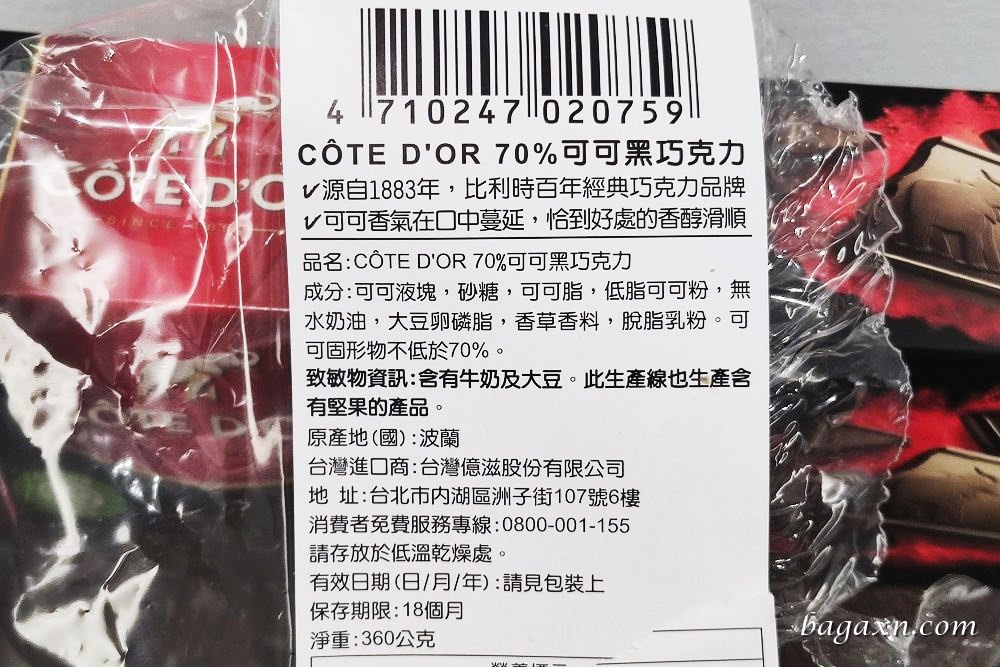 4 710247 020759
CÔTE D'OR 70%可可黑巧克力
✓源自1883年，比利時百年經典巧克力品牌
✓可可香氣在口中蔓延，恰到好處的香醇滑順
品名:CÔTE D'OR 70%可可黑巧克力
成分:可可液塊，砂糖，可可脂，低脂可可粉，無
水奶油，大豆卵磷脂，香草香料，脫脂乳粉。可
可固形物不低於70%。
致敏物資訊:含有牛奶及大豆。此生產線也生產含
有堅果的產品。
原產地(國):波蘭
台灣進口商:台灣億滋股份有限公司
地 址:台北市內湖區洲子街107號6樓
消費者免費服務專線:0800-001-155
請存放於低溫乾燥處。
有效日期(日/月/年):請見包裝上
保存期限:18個月
淨重:360公克
CÔTE D'O
SINCE 188
CÔTE D'O
bagaxn.com